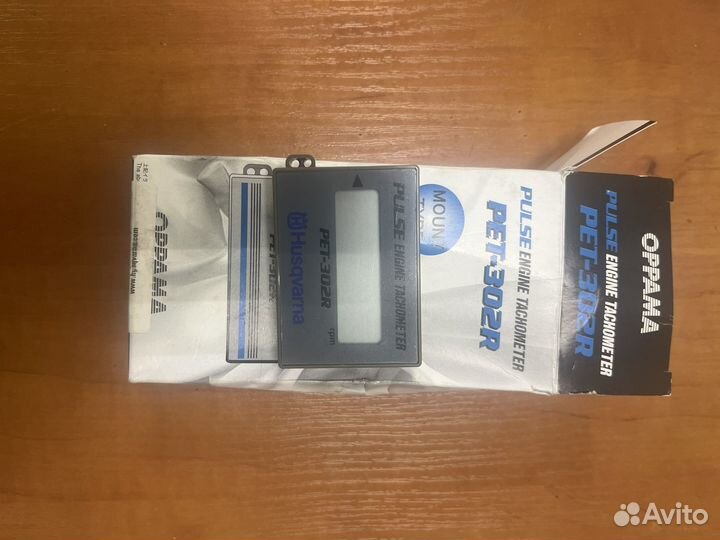 PULSE ENGINE TACHOMETER
PET-302R
rpm
Husqvarna
MOUNT
PULSE ENGINE TACHOMETER
PET-302R
OPPAMA
PULSE ENGINE TACHOMETER
PET-302R
OPPAMA
Avito